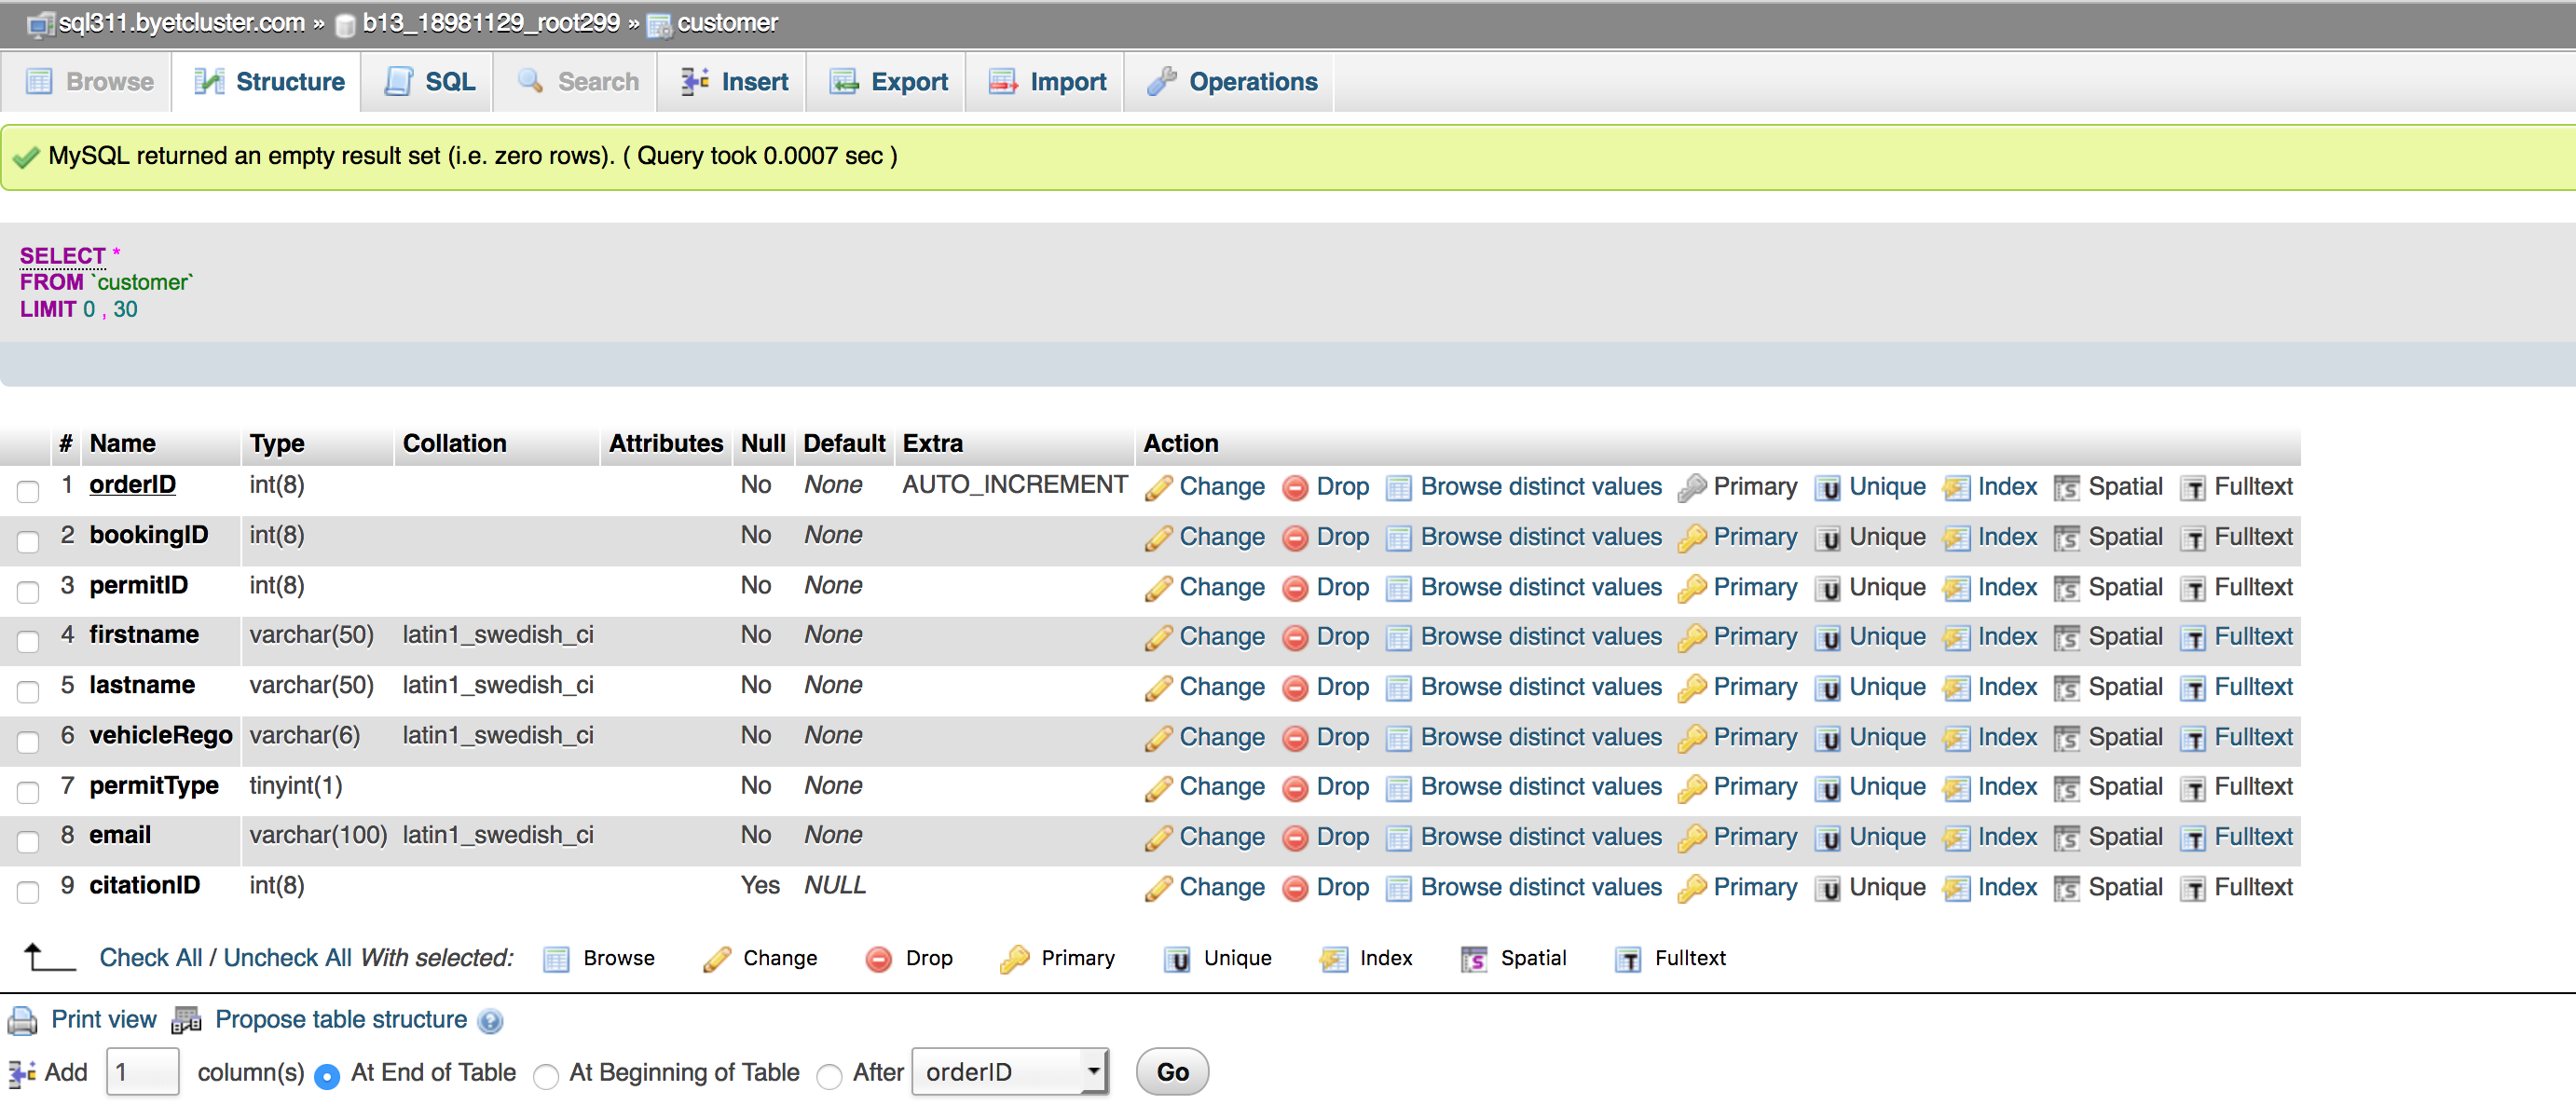 sql311.byetcluster.com » b13_18981129_root299 » customer
Browse Structure SQL Search Insert Export Import Operations
MySQL returned an empty result set (i.e. zero rows). ( Query took 0.0007 sec )
SELECT *
FROM `customer`
LIMIT 0 , 30
# Name Type Collation Attributes Null Default Extra Action
1 orderID int(8) No None AUTO_INCREMENT Change Drop Browse distinct values Primary Unique Index Spatial Fulltext
2 bookingID int(8) No None Change Drop Browse distinct values Primary Unique Index Spatial Fulltext
3 permitID int(8) No None Change Drop Browse distinct values Primary Unique Index Spatial Fulltext
4 firstname varchar(50) latin1_swedish_ci No None Change Drop Browse distinct values Primary Unique Index Spatial Fulltext
5 lastname varchar(50) latin1_swedish_ci No None Change Drop Browse distinct values Primary Unique Index Spatial Fulltext
6 vehicleRego varchar(6) latin1_swedish_ci No None Change Drop Browse distinct values Primary Unique Index Spatial Fulltext
7 permitType tinyint(1) No None Change Drop Browse distinct values Primary Unique Index Spatial Fulltext
8 email varchar(100) latin1_swedish_ci No None Change Drop Browse distinct values Primary Unique Index Spatial Fulltext
9 citationID int(8) Yes NULL Change Drop Browse distinct values Primary Unique Index Spatial Fulltext
Check All / Uncheck All With selected: Browse Change Drop Primary Unique Index Spatial Fulltext
Print view Propose table structure
Add 1 column(s) At End of Table At Beginning of Table After orderID Go